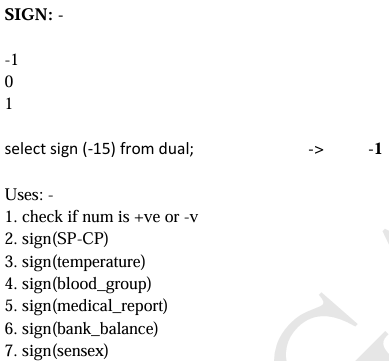 SIGN: -
-1
0
1
select sign (-15) from dual; -> -1
Uses: -
1. check if num is +ve or -v
2. sign(SP-CP)
3. sign(temperature)
4. sign(blood_group)
5. sign(medical_report)
6. sign(bank_balance)
7. sign(sensex)